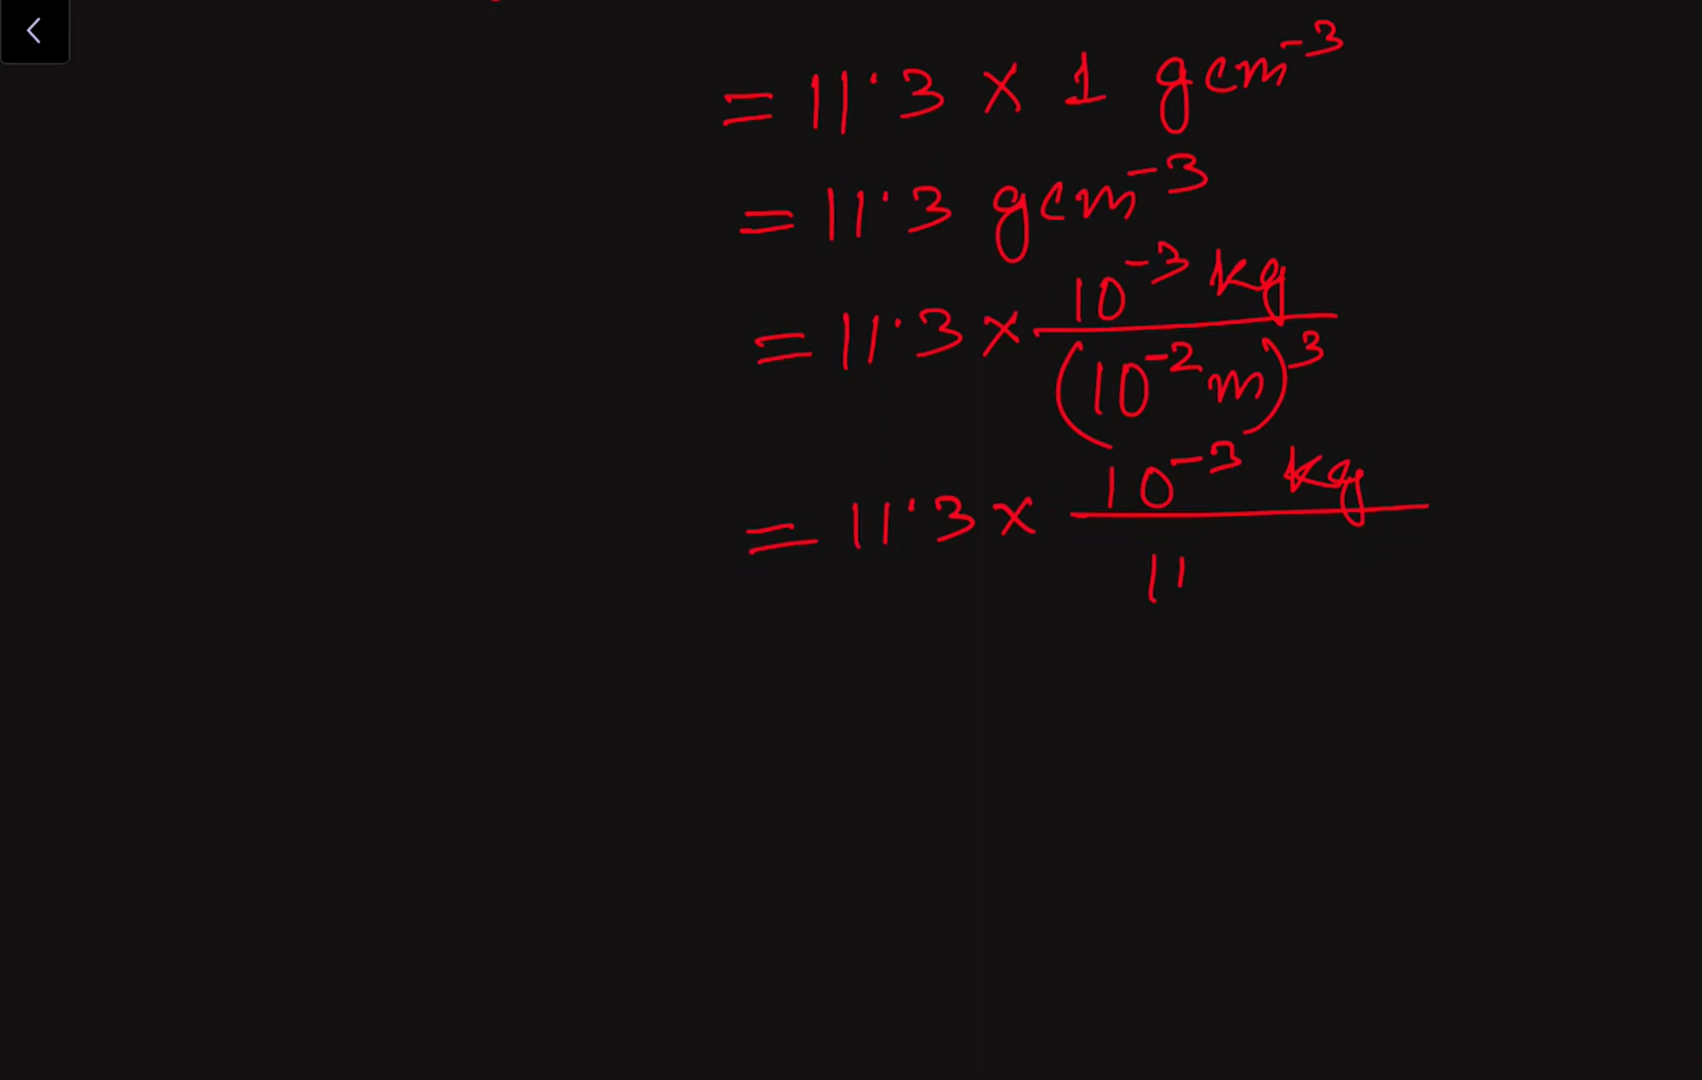 = 11.3 × 1 gcm⁻³
= 11.3 gcm⁻³
= 11.3 × 10⁻³ kg / (10⁻² m)³
= 11.3 × 10⁻³ kg / 11